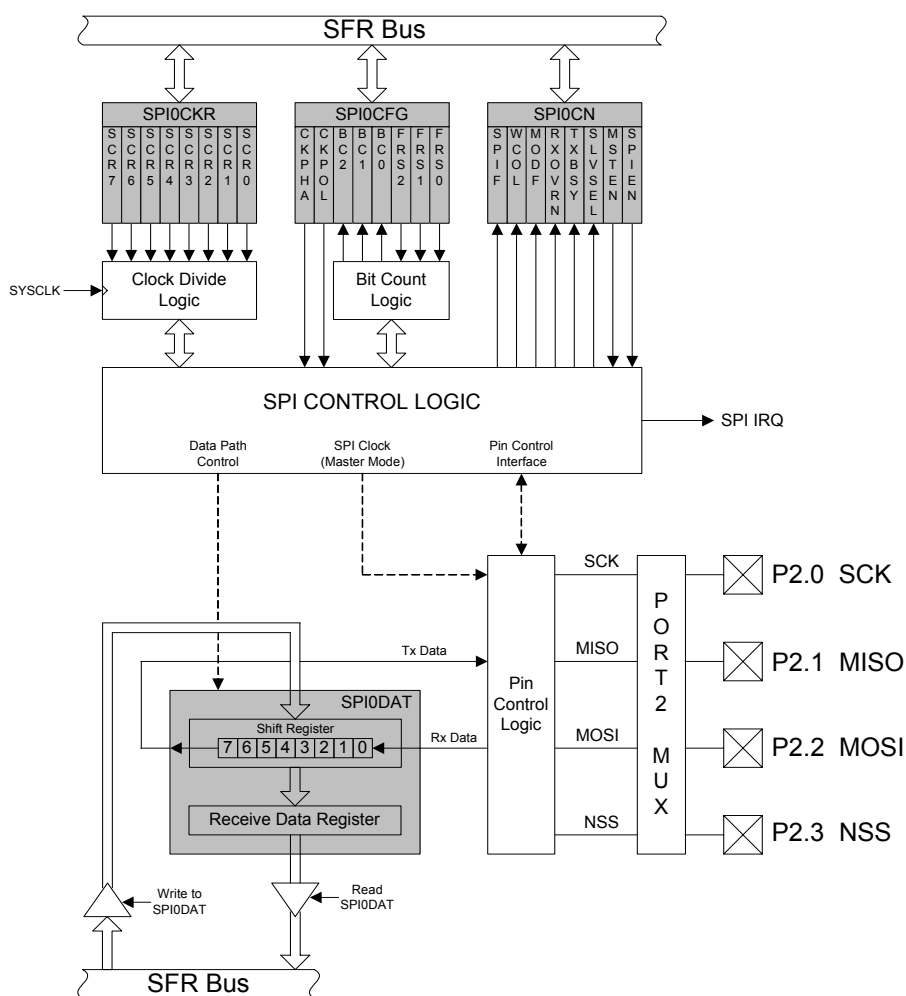 SFR Bus
SPI0CKR
SCR7
SCR6
SCR5
SCR4
SCR3
SCR2
SCR1
SCR0
SPI0CFG
CKPHA
CKPOL
BC2
BC1
BC0
FRS2
FRS1
FRS0
SPI0CN
SPIF
WCOL
MODF
RXOVRN
TXBSY
SLVSEL
MSTEN
SPIEN
SYSCLK
Clock Divide
Logic
Bit Count
Logic
SPI CONTROL LOGIC
SPI IRQ
Data Path
Control
SPI Clock
(Master Mode)
Pin Control
Interface
SCK
MISO
MOSI
NSS
Pin
Control
Logic
PORT2
MUX
P2.0 SCK
P2.1 MISO
P2.2 MOSI
P2.3 NSS
Tx Data
SPI0DAT
Shift Register
7 6 5 4 3 2 1 0
Rx Data
Receive Data Register
Write to
SPI0DAT
Read
SPI0DAT
SFR Bus